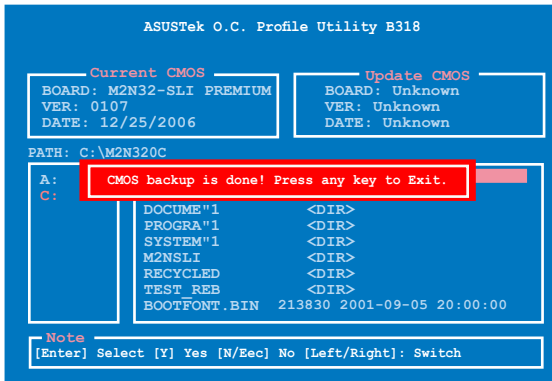 ASUSTek O.C. Profile Utility B318
Current CMOS
BOARD: M2N32-SLI PREMIUM
VER: 0107
DATE: 12/25/2006
Update CMOS
BOARD: Unknown
VER: Unknown
DATE: Unknown
PATH: C:\M2N320C
A:
C:
CMOS backup is done! Press any key to Exit.
DOCUME"1 <DIR>
PROGRA"1 <DIR>
SYSTEM"1 <DIR>
M2NSLI <DIR>
RECYCLED <DIR>
TEST_REB <DIR>
BOOTFONT.BIN 213830 2001-09-05 20:00:00
Note
[Enter] Select [Y] Yes [N/Eec] No [Left/Right]: Switch